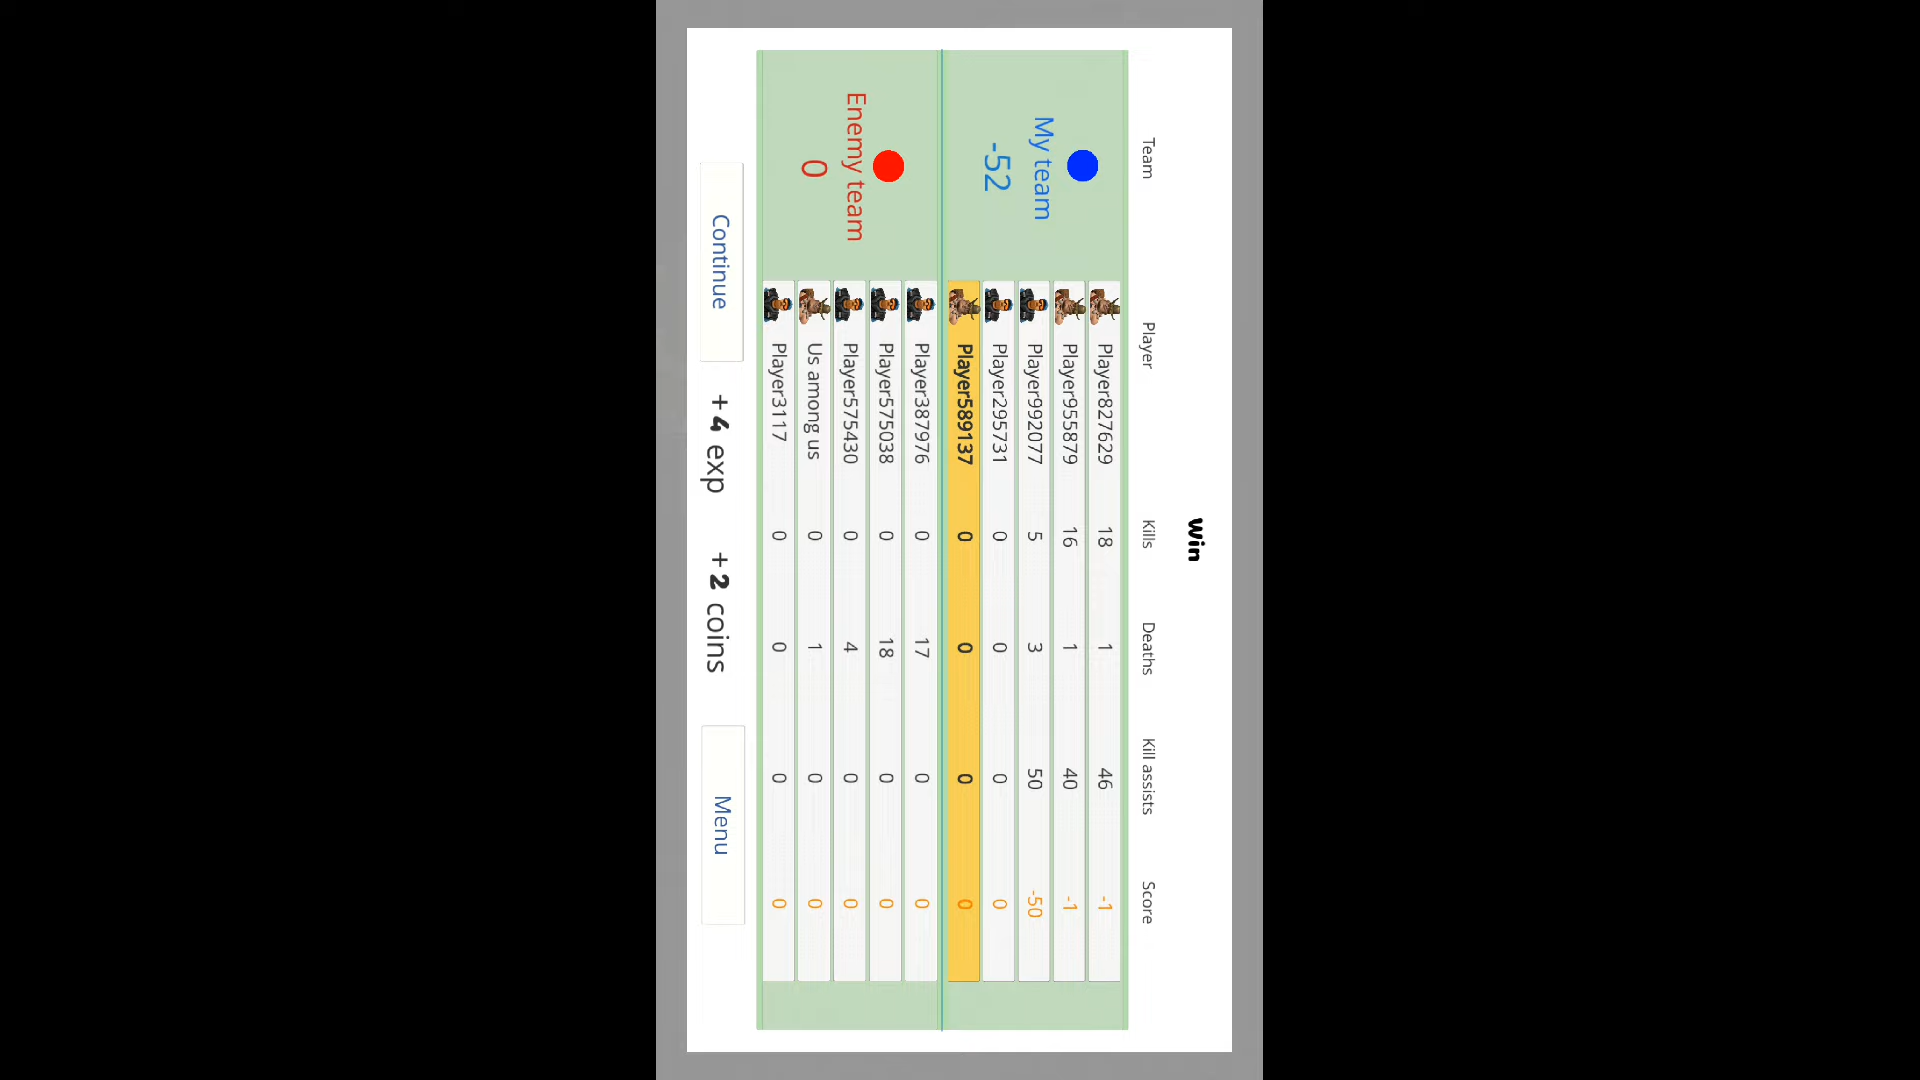 Win
Team Player Kills Deaths Kill assists Score
My team
-52
Player827629 18 1 46 -1
Player955879 16 1 40 -1
Player992077 5 3 50 -50
Player295731 0 0 0 0
Player589137 0 0 0 0
Enemy team
0
Player387976 0 17 0 0
Player575038 0 18 0 0
Player575430 0 4 0 0
Us among us 0 1 0 0
Player3117 0 0 0 0
Continue +4 exp +2 coins Menu